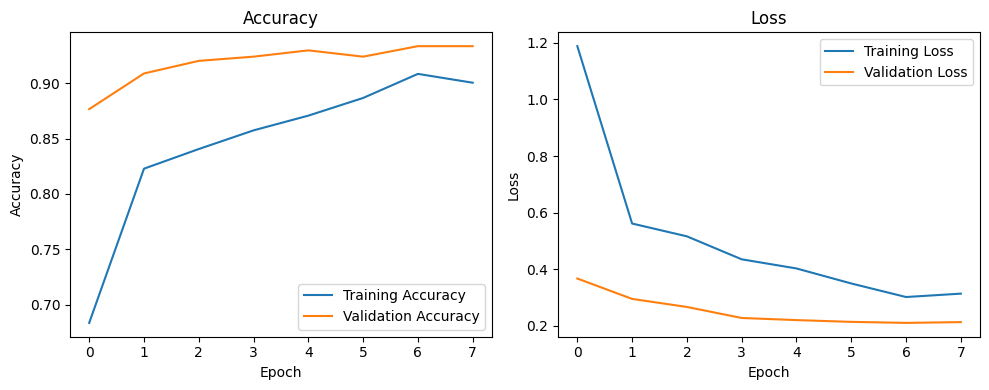 Accuracy
0.90
0.85
0.80
0.75
0.70
Accuracy
0 1 2 3 4 5 6 7
Epoch
Training Accuracy
Validation Accuracy
Loss
1.2
1.0
0.8
0.6
0.4
0.2
Loss
0 1 2 3 4 5 6 7
Epoch
Training Loss
Validation Loss